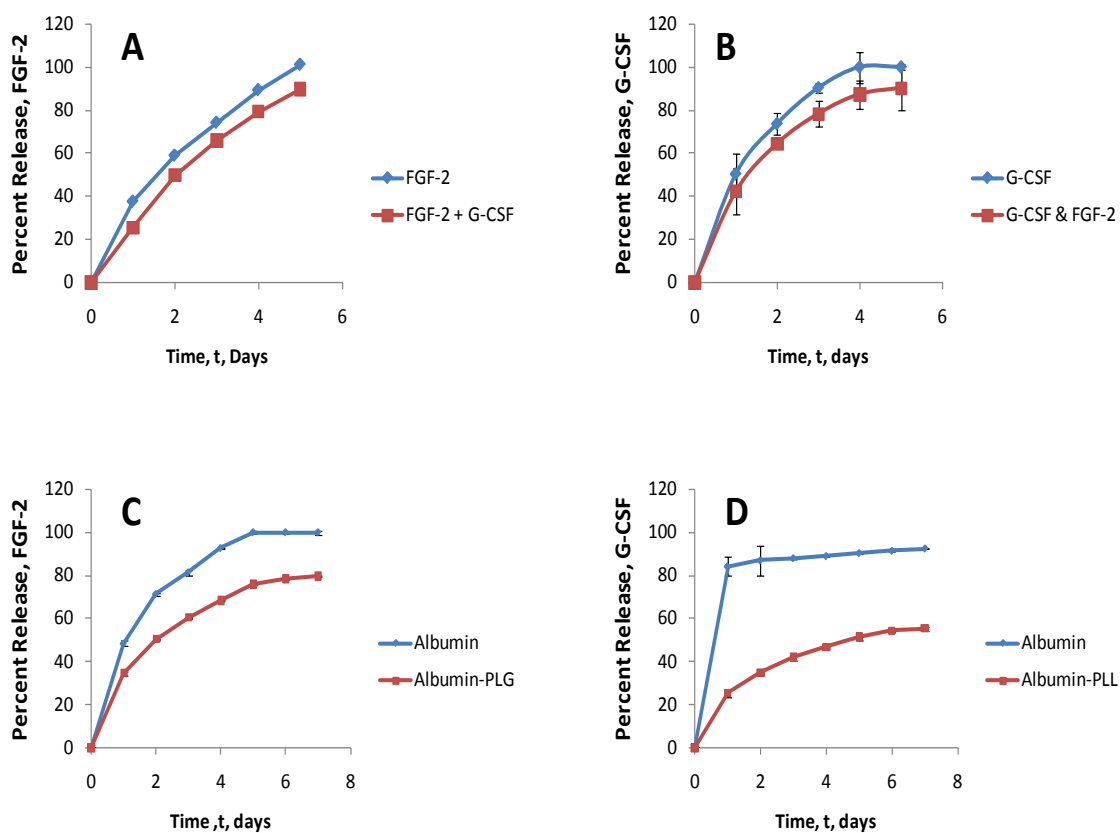 A
Percent Release, FGF-2
120
100
80
60
40
20
0
0 2 4 6
Time, t, Days
FGF-2
FGF-2 + G-CSF
B
Percent Release, G-CSF
120
100
80
60
40
20
0
0 2 4 6
Time, t, days
G-CSF
G-CSF & FGF-2
C
Percent Release, FGF-2
120
100
80
60
40
20
0
0 2 4 6 8
Time ,t, days
Albumin
Albumin-PLG
D
Percent Release, G-CSF
120
100
80
60
40
20
0
0 2 4 6 8
Time, t, days
Albumin
Albumin-PLL